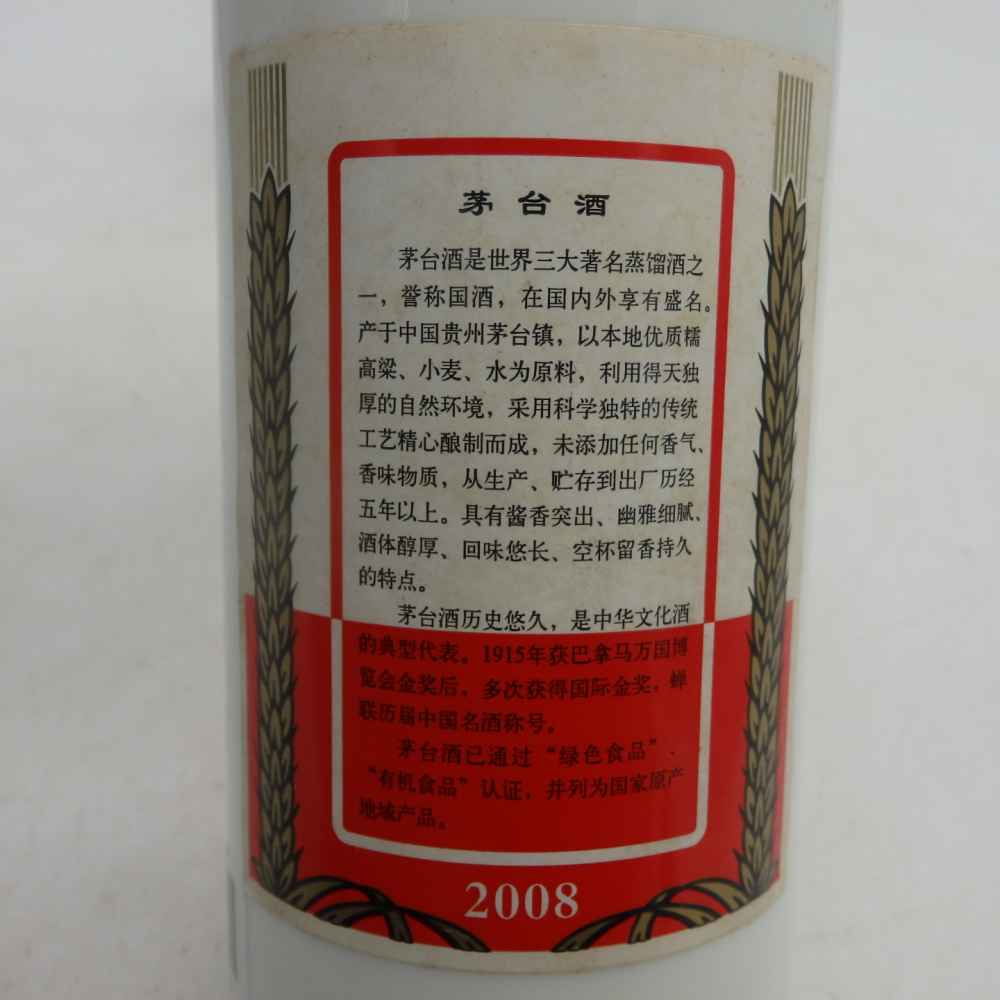 茅台酒
茅台酒是世界三大著名蒸馏酒之
一，誉称国酒，在国内外享有盛名。
产于中国贵州茅台镇，以本地优质糯
高粱、小麦、水为原料，利用得天独
厚的自然环境，采用科学独特的传统
工艺精心酿制而成，未添加任何香气、
香味物质，从生产、贮存到出厂历经
五年以上。具有酱香突出、幽雅细腻、
酒体醇厚、回味悠长、空杯留香持久
的特点。
茅台酒历史悠久，是中华文化酒
的典型代表。1915年获巴拿马万国博
览会金奖后，多次获得国际金奖，蝉
联历届中国名酒称号。
茅台酒已通过“绿色食品”、
“有机食品”认证，并列为国家原产
地域产品。
2008